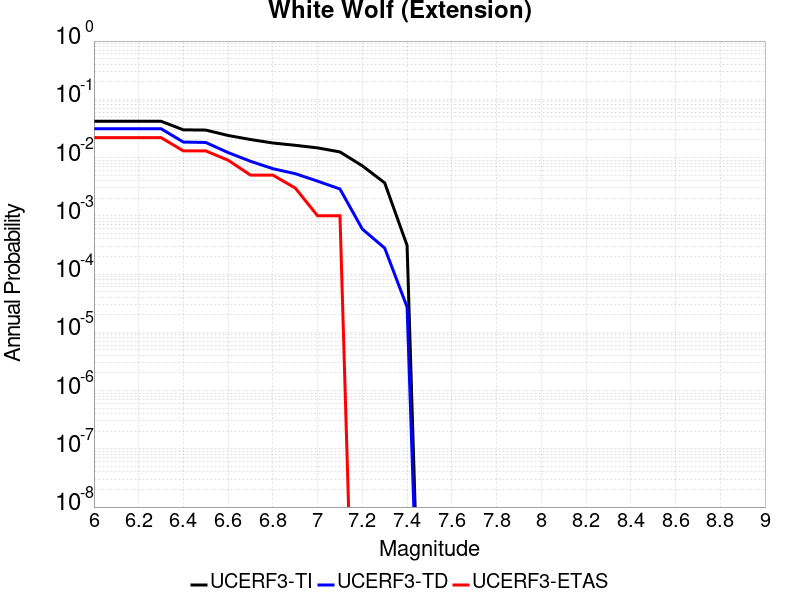 White Wolf (Extension)
10^0
10^-1
10^-2
10^-3
10^-4
10^-5
10^-6
10^-7
10^-8
Annual Probability
6 6.2 6.4 6.6 6.8 7 7.2 7.4 7.6 7.8 8 8.2 8.4 8.6 8.8 9
Magnitude
UCERF3-TI UCERF3-TD UCERF3-ETAS